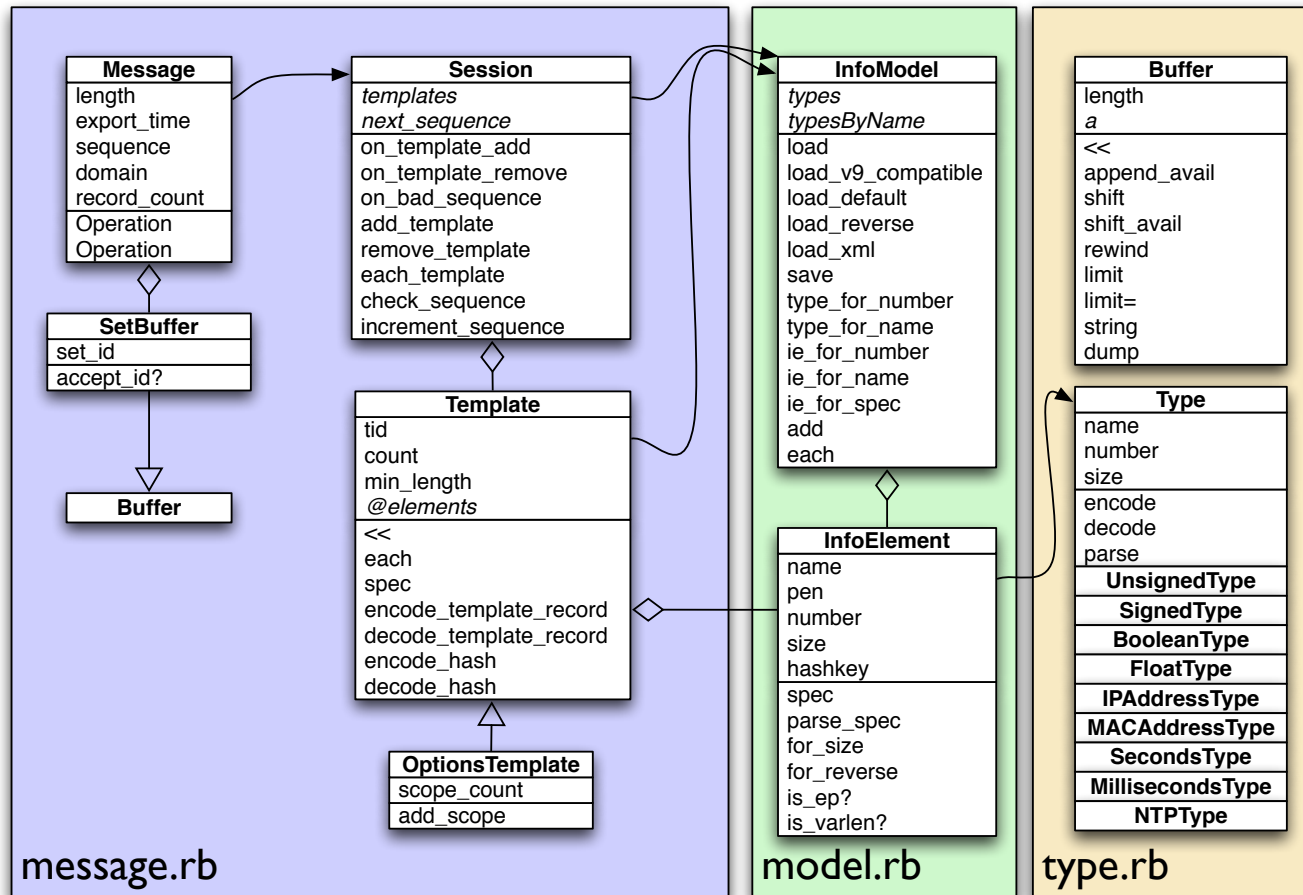 Message
length
export_time
sequence
domain
record_count
Operation
Operation
SetBuffer
set_id
accept_id?
Buffer
Session
templates
next_sequence
on_template_add
on_template_remove
on_bad_sequence
add_template
remove_template
each_template
check_sequence
increment_sequence
Template
tid
count
min_length
@elements
<<
each
spec
encode_template_record
decode_template_record
encode_hash
decode_hash
OptionsTemplate
scope_count
add_scope
message.rb
InfoModel
types
typesByName
load
load_v9_compatible
load_default
load_reverse
load_xml
save
type_for_number
type_for_name
ie_for_number
ie_for_name
ie_for_spec
add
each
InfoElement
name
pen
number
size
hashkey
spec
parse_spec
for_size
for_reverse
is_ep?
is_varlen?
model.rb
Buffer
length
a
<<
append_avail
shift
shift_avail
rewind
limit
limit=
string
dump
Type
name
number
size
encode
decode
parse
UnsignedType
SignedType
BooleanType
FloatType
IPAddressType
MACAddressType
SecondsType
MillisecondsType
NTPType
type.rb